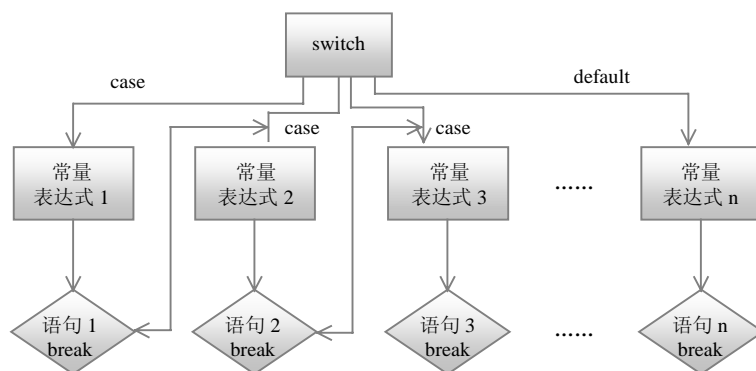 switch
case
default
case
case
常量
表达式 1
常量
表达式 2
常量
表达式 3
......
常量
表达式 n
语句 1
break
语句 2
break
语句 3
break
......
语句 n
break